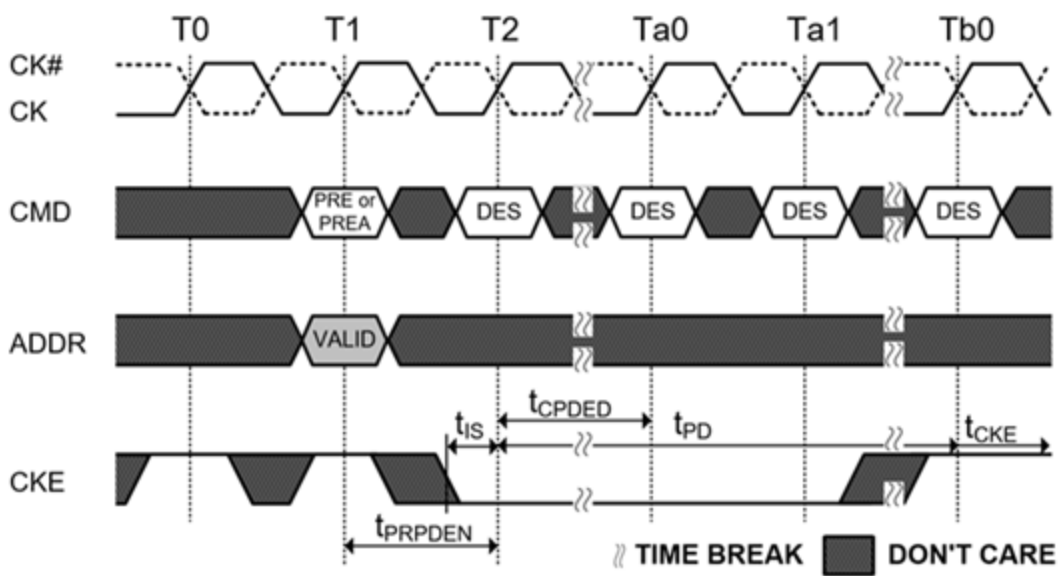 T0 T1 T2 Ta0 Ta1 Tb0
CK#
CK
CMD
PRE or
PREA
DES DES DES DES
ADDR
VALID
tIS
tCPDED
tPD
tCKE
CKE
tPRPDEN
TIME BREAK
DON'T CARE